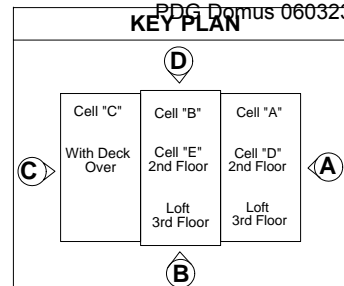 PDG Domus 060323
KEY PLAN
D
Cell "C"
With Deck
Over
Cell "B"
Cell "E"
2nd Floor
Loft
3rd Floor
Cell "A"
Cell "D"
2nd Floor
Loft
3rd Floor
C
A
B